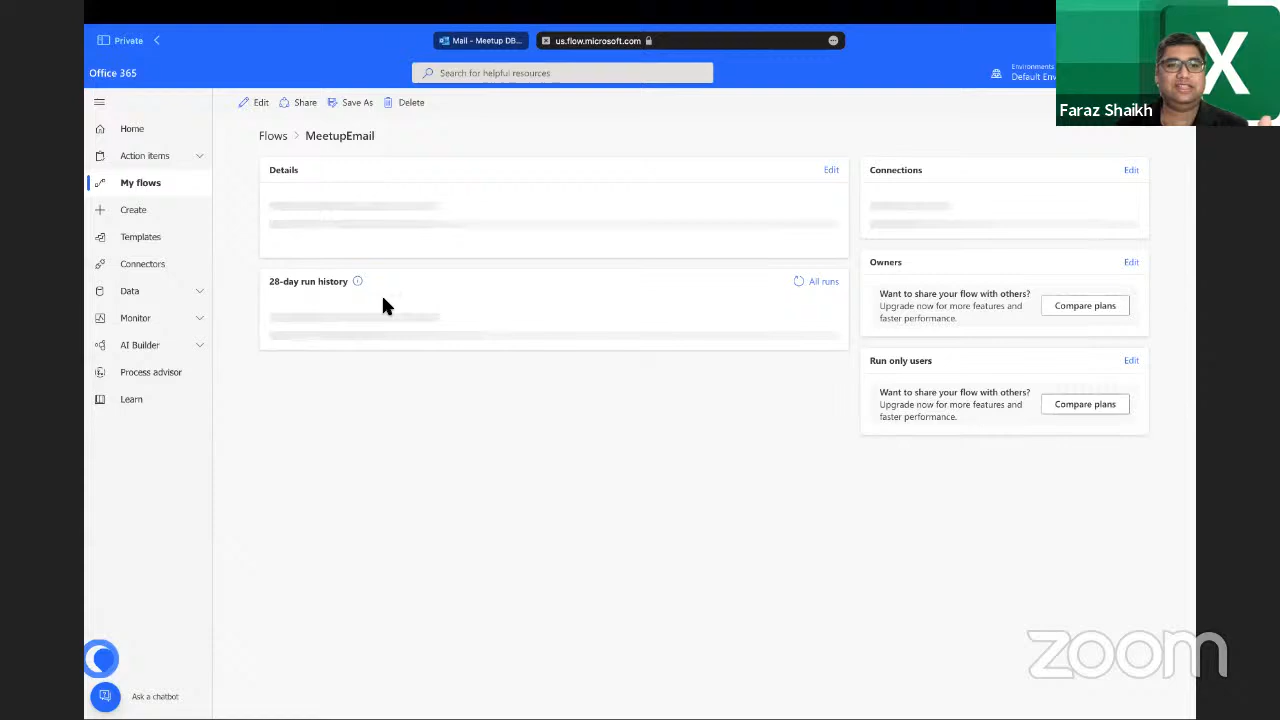 Private
Mail - Meetup DB...
us.flow.microsoft.com
Office 365
Search for helpful resources
Environments
Default Env
X
Faraz Shaikh
Edit
Share
Save As
Delete
Flows > MeetupEmail
Home
Action items
My flows
Create
Templates
Connectors
Data
Monitor
AI Builder
Process advisor
Learn
Details
Edit
28-day run history
All runs
Connections
Edit
Owners
Edit
Want to share your flow with others?
Upgrade now for more features and
faster performance.
Compare plans
Run only users
Edit
Want to share your flow with others?
Upgrade now for more features and
faster performance.
Compare plans
Ask a chatbot
zoom